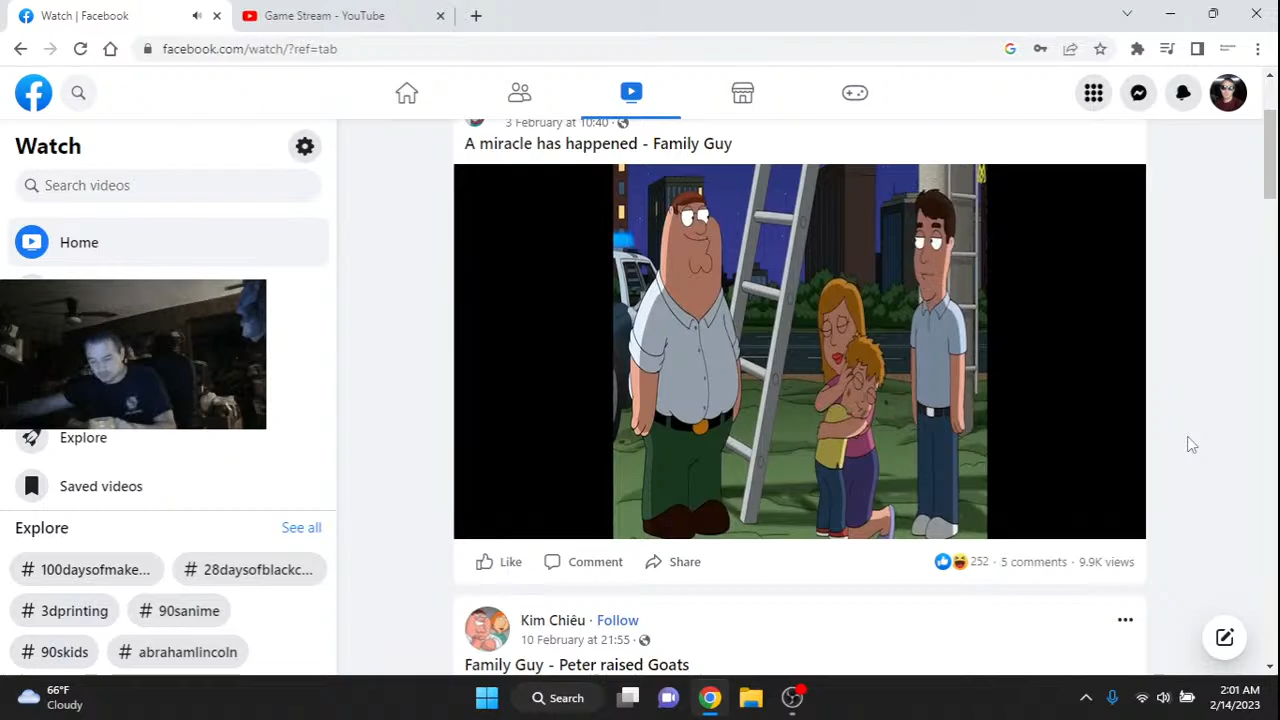 Watch | Facebook
Game Stream - YouTube
facebook.com/watch/?ref=tab
3 February at 10:40
A miracle has happened - Family Guy
Watch
Search videos
Home
Explore
Saved videos
Explore
See all
# 100daysofmake...
# 28daysofblackc...
# 3dprinting
# 90sanime
# 90skids
# abrahamlincoln
Like
Comment
Share
252 · 5 comments · 9.9K views
Kim Chiêu · Follow
10 February at 21:55
Family Guy - Peter raised Goats
66°F
Cloudy
Search
2:01 AM
2/14/2023